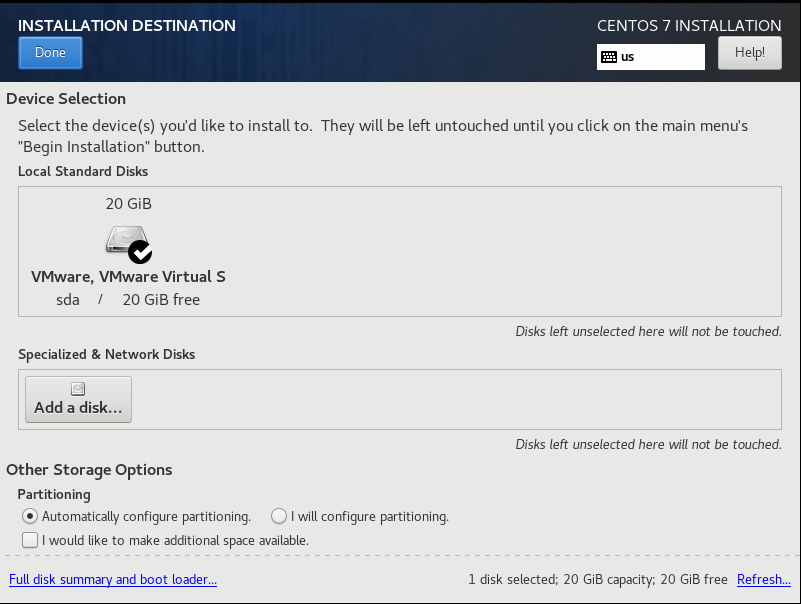 INSTALLATION DESTINATION
CENTOS 7 INSTALLATION
Done
us
Help!
Device Selection
Select the device(s) you'd like to install to.  They will be left untouched until you click on the main menu's
"Begin Installation" button.
Local Standard Disks
20 GiB
VMware, VMware Virtual S
sda / 20 GiB free
Disks left unselected here will not be touched.
Specialized & Network Disks
Add a disk...
Disks left unselected here will not be touched.
Other Storage Options
Partitioning
Automatically configure partitioning. I will configure partitioning.
I would like to make additional space available.
Full disk summary and boot loader... 1 disk selected; 20 GiB capacity; 20 GiB free Refresh...